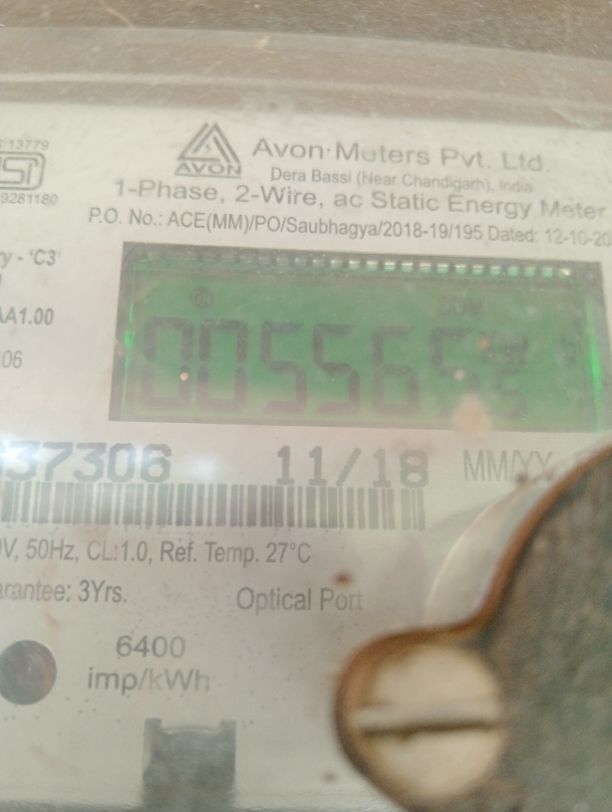 13779
9281180
AVON
Avon Meters Pvt. Ltd.
Dera Bassi (Near Chandigarh), India
1-Phase, 2-Wire, ac Static Energy Meter
P.O. No.: ACE(MM)/PO/Saubhagya/2018-19/195 Dated: 12-10-20
y - 'C3'
A1.00
06
005565
37306 11/18 MM/YY
V, 50Hz, CL:1.0, Ref. Temp. 27°C
arantee: 3Yrs.
Optical Port
6400
imp/kWh